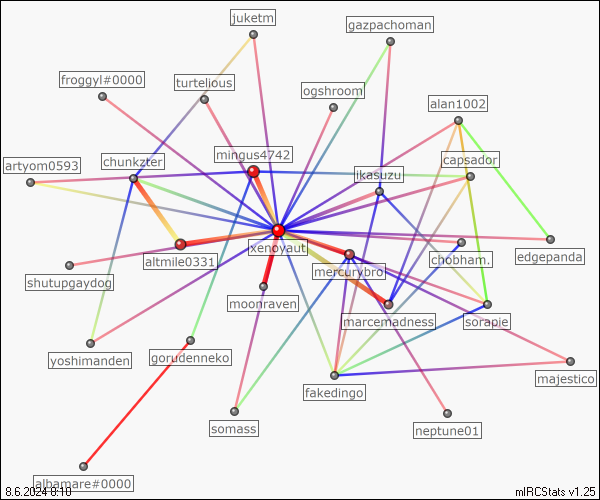 juketm
gazpachoman
froggyl#0000
turtelious
ogshroom
alan1002
artyom0593
chunkzter
mingus4742
capsador
ikasuzu
xenoyaut
altmile0331
mercurybro
chobham.
edgepanda
shutupgaydog
moonraven
marcemadness
sorapie
yoshimanden
gorudenneko
fakedingo
majestico
somass
neptune01
albamare#0000
8.6.2024 8:10
mIRCStats v1.25